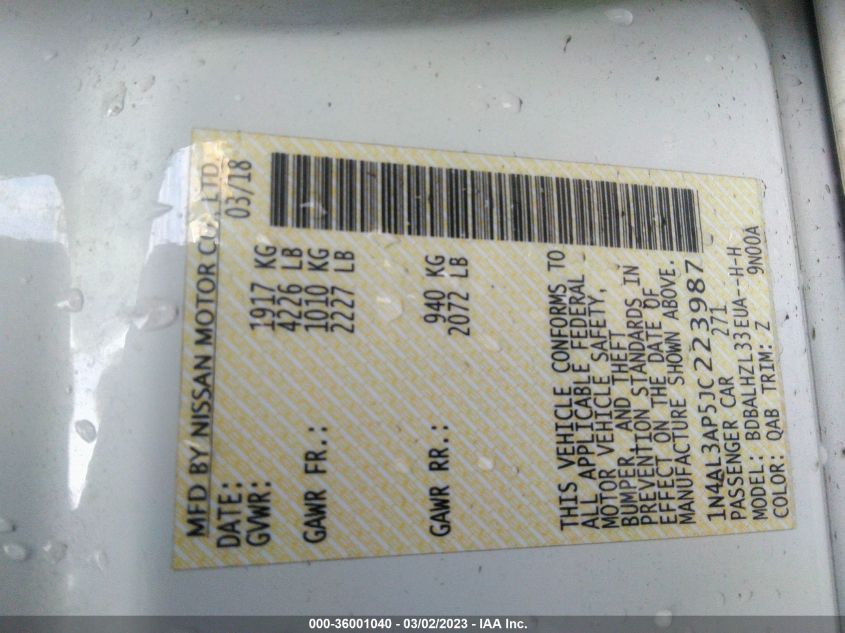 MFD BY NISSAN MOTOR CO., LTD.
DATE: 03/18
GVWR: 1917 KG
4226 LB
GAWR FR.: 1010 KG
2227 LB
GAWR RR.: 940 KG
2072 LB
THIS VEHICLE CONFORMS TO
ALL APPLICABLE FEDERAL
MOTOR VEHICLE SAFETY,
BUMPER, AND THEFT
PREVENTION STANDARDS IN
EFFECT ON THE DATE OF
MANUFACTURE SHOWN ABOVE.
1N4AL3AP5JC223987
PASSENGER CAR 271
MODEL: BDBALHZL33EUA--H-H
COLOR: QAB TRIM: Z 9N00A
000-36001040 - 03/02/2023 - IAA Inc.